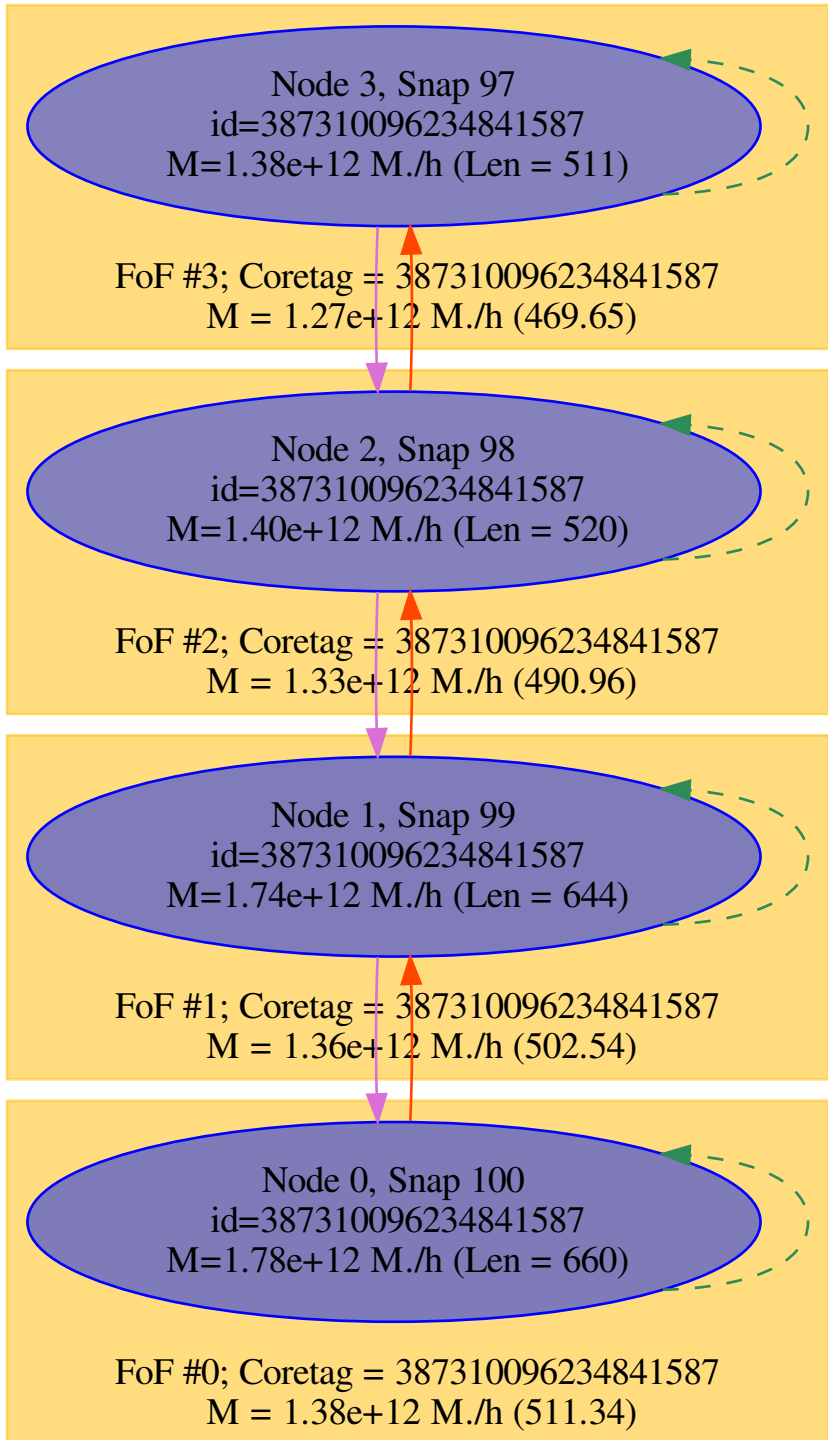 Node 3, Snap 97
id=387310096234841587
M=1.38e+12 M./h (Len = 511)
FoF #3; Coretag = 387310096234841587
M = 1.27e+12 M./h (469.65)
Node 2, Snap 98
id=387310096234841587
M=1.40e+12 M./h (Len = 520)
FoF #2; Coretag = 387310096234841587
M = 1.33e+12 M./h (490.96)
Node 1, Snap 99
id=387310096234841587
M=1.74e+12 M./h (Len = 644)
FoF #1; Coretag = 387310096234841587
M = 1.36e+12 M./h (502.54)
Node 0, Snap 100
id=387310096234841587
M=1.78e+12 M./h (Len = 660)
FoF #0; Coretag = 387310096234841587
M = 1.38e+12 M./h (511.34)